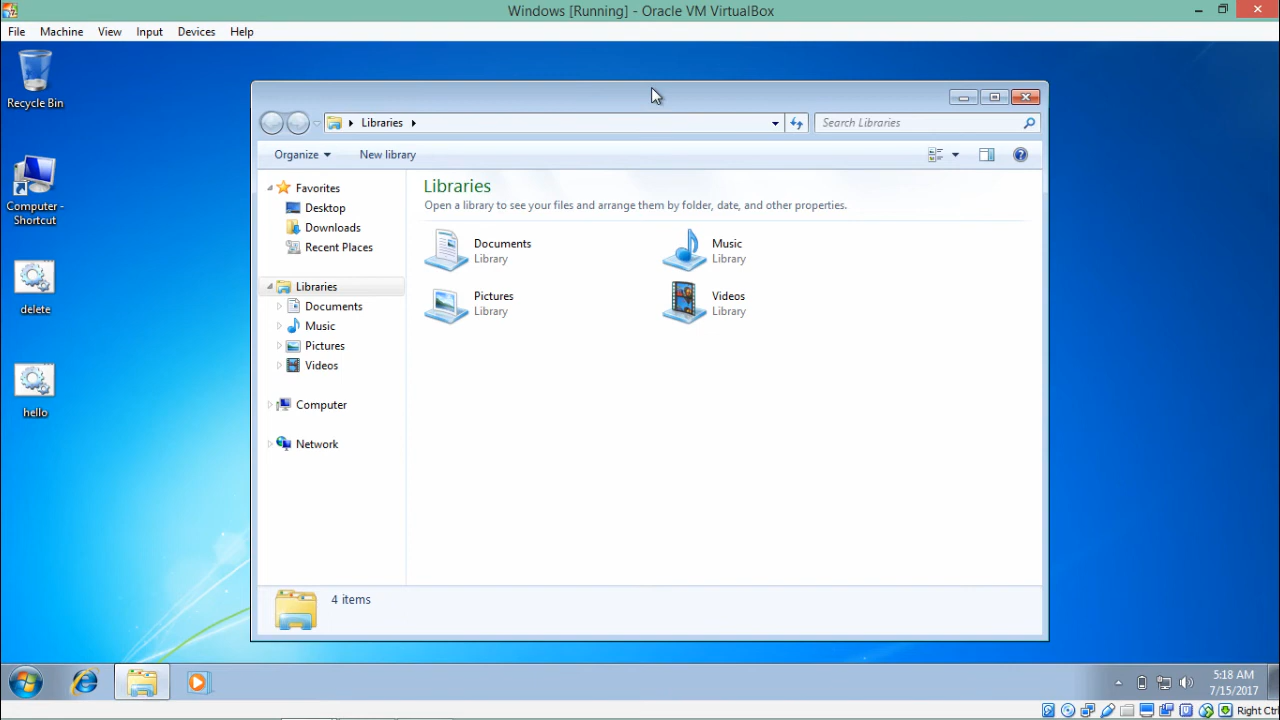 Windows [Running] - Oracle VM VirtualBox
File Machine View Input Devices Help
Recycle Bin
Computer -
Shortcut
delete
hello
Libraries
Search Libraries
Organize New library
Favorites
Desktop
Downloads
Recent Places
Libraries
Documents
Music
Pictures
Videos
Computer
Network
Libraries
Open a library to see your files and arrange them by folder, date, and other properties.
Documents
Library
Music
Library
Pictures
Library
Videos
Library
4 items
5:18 AM
7/15/2017
Right Ctrl